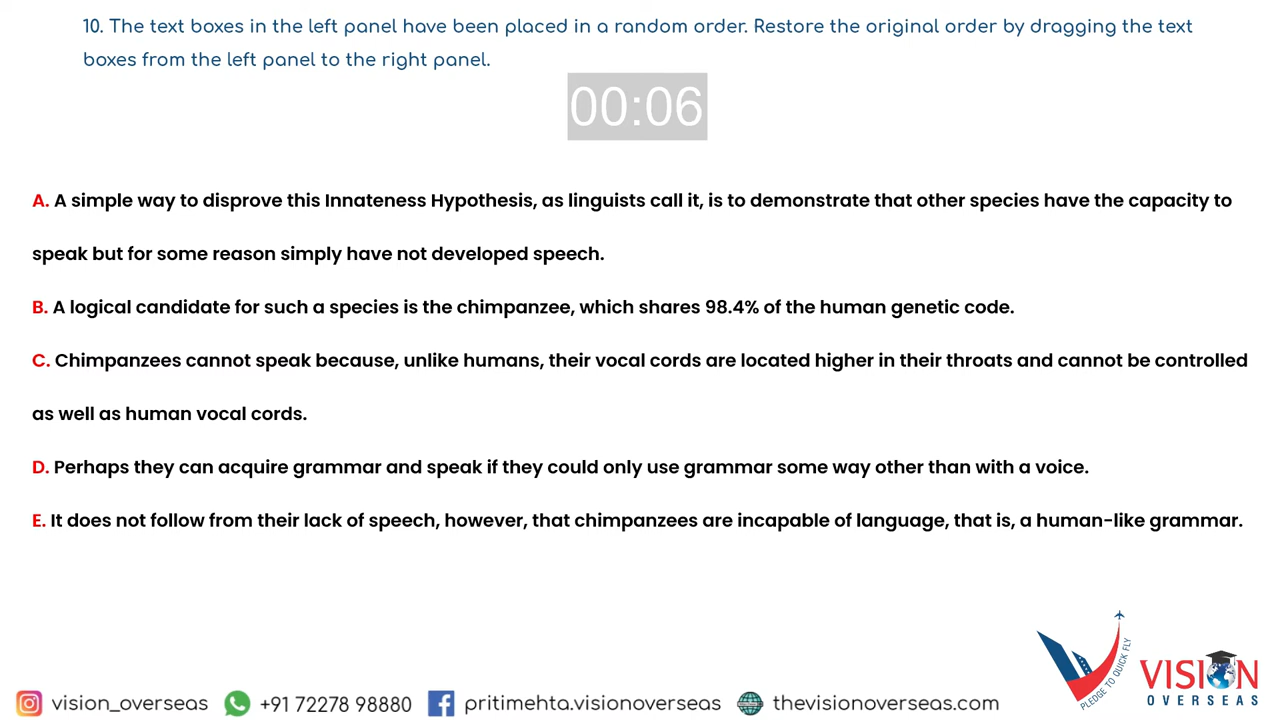 10. The text boxes in the left panel have been placed in a random order. Restore the original order by dragging the text
boxes from the left panel to the right panel.
00:06
A. A simple way to disprove this Innateness Hypothesis, as linguists call it, is to demonstrate that other species have the capacity to
speak but for some reason simply have not developed speech.
B. A logical candidate for such a species is the chimpanzee, which shares 98.4% of the human genetic code.
C. Chimpanzees cannot speak because, unlike humans, their vocal cords are located higher in their throats and cannot be controlled
as well as human vocal cords.
D. Perhaps they can acquire grammar and speak if they could only use grammar some way other than with a voice.
E. It does not follow from their lack of speech, however, that chimpanzees are incapable of language, that is, a human-like grammar.
PLEDGE TO QUICK FLY
VISION
OVERSEAS
vision_overseas +91 72278 98880 pritimehta.visionoverseas thevisionoverseas.com